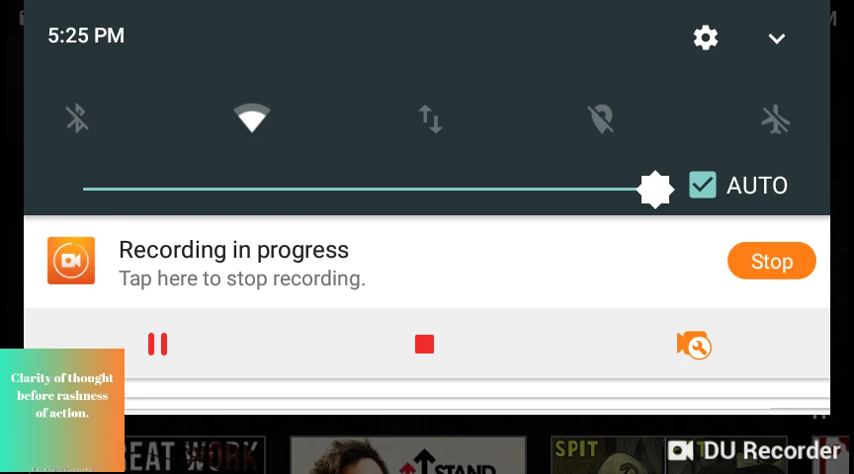 5:25 PM
AUTO
Recording in progress
Tap here to stop recording.
Stop
Clarity of thought
before rashness
of action.
EAT WORK
STAND
SPIT
DU Recorder